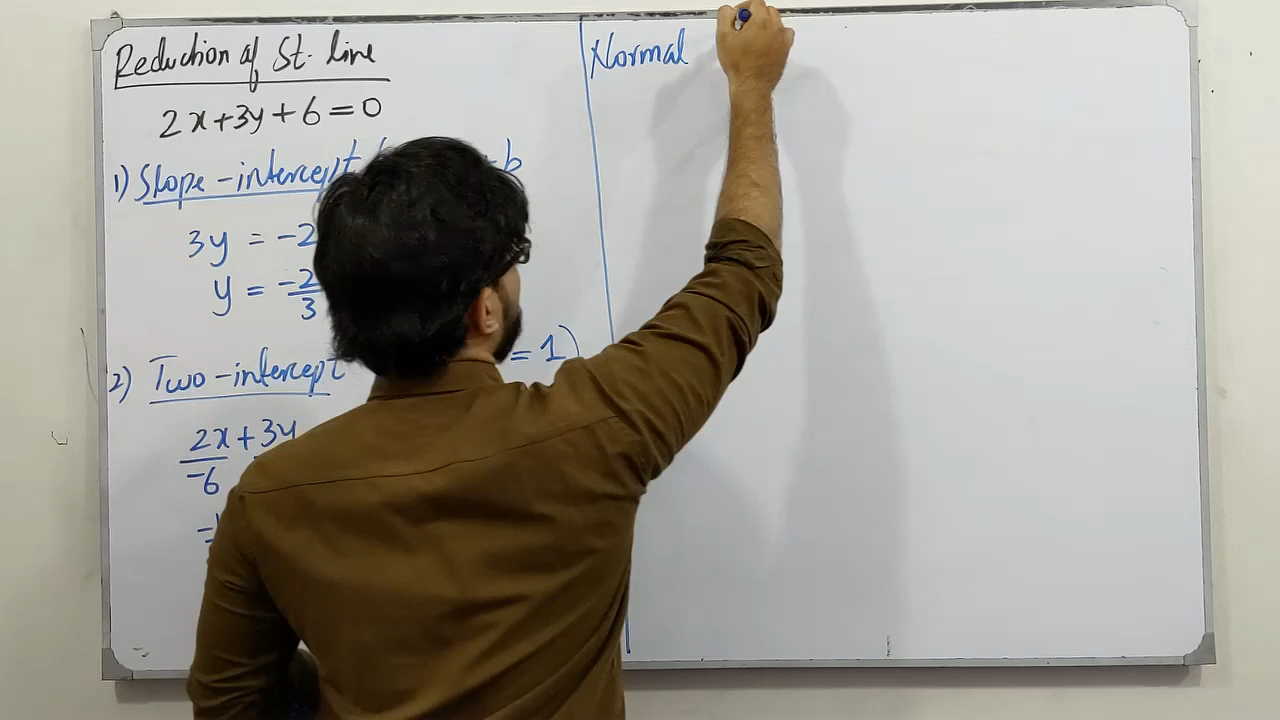 Reduction of St. line
2x+3y+6=0
1) Slope-intercept b
3y = -2
y = -2/3
2) Two-intercept = 1)
2x+3y
-6
Normal